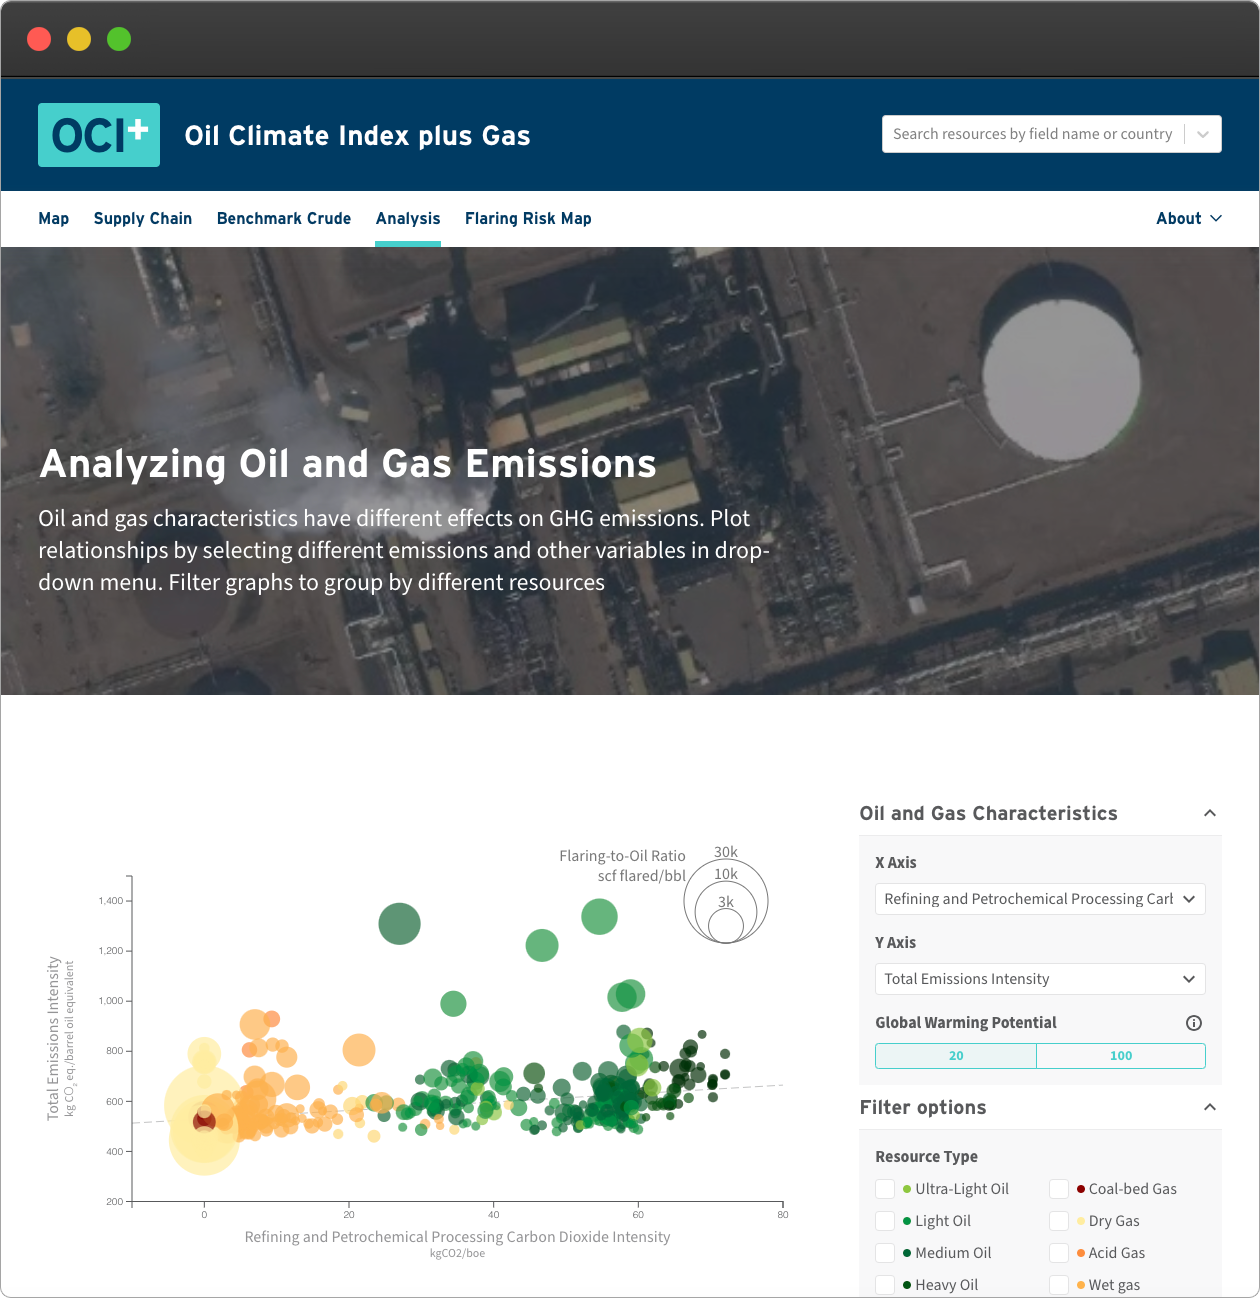 OCI+
Oil Climate Index plus Gas
Search resources by field name or country
Map
Supply Chain
Benchmark Crude
Analysis
Flaring Risk Map
About
Analyzing Oil and Gas Emissions
Oil and gas characteristics have different effects on GHG emissions. Plot
relationships by selecting different emissions and other variables in drop-
down menu. Filter graphs to group by different resources
Flaring-to-Oil Ratio
scf flared/bbl
30k
10k
3k
Total Emissions Intensity
kg CO₂ eq./barrel oil equivalent
1,400
1,200
1,000
800
600
400
200
0
20
40
60
80
Refining and Petrochemical Processing Carbon Dioxide Intensity
kgCO2/boe
Oil and Gas Characteristics
X Axis
Refining and Petrochemical Processing Cart
Y Axis
Total Emissions Intensity
Global Warming Potential
20
100
Filter options
Resource Type
Ultra-Light Oil
Coal-bed Gas
Light Oil
Dry Gas
Medium Oil
Acid Gas
Heavy Oil
Wet gas